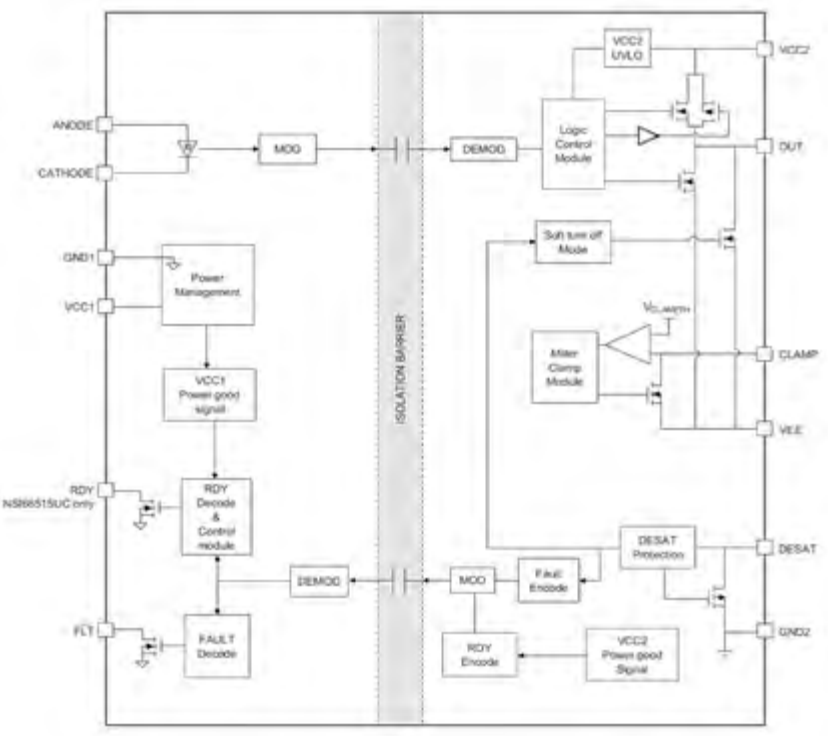 VCC2
UVLO
VCC2
ANODE
MOD
DEMOD
Logic
Control
Module
OUT
CATHODE
GND1
Power
Management
VCC1
Soft turn off
Mode
ISOLATION BARRIER
VCLAMPTH
Miller
Clamp
Module
CLAMP
VCC1
Power good
signal
VEE
RDY
NSI66515UC only
RDY
Decode
&
Control
module
DESAT
Protection
DESAT
DEMOD
MOD
Fault
Encode
FLT
FAULT
Decode
RDY
Encode
VCC2
Power good
Signal
GND2